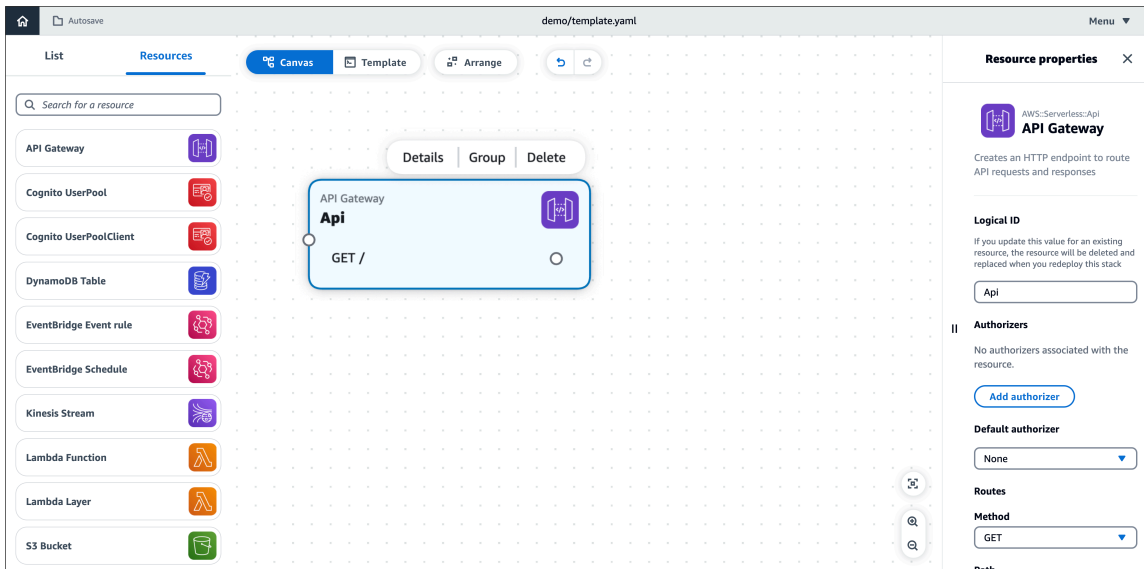 Autosave
demo/template.yaml
Menu
List
Resources
Search for a resource
API Gateway
Cognito UserPool
Cognito UserPoolClient
DynamoDB Table
EventBridge Event rule
EventBridge Schedule
Kinesis Stream
Lambda Function
Lambda Layer
S3 Bucket
Canvas
Template
Arrange
Details
Group
Delete
API Gateway
Api
GET /
Resource properties
AWS::Serverless::Api
API Gateway
Creates an HTTP endpoint to route
API requests and responses
Logical ID
If you update this value for an existing
resource, the resource will be deleted and
replaced when you redeploy this stack
Api
Authorizers
No authorizers associated with the
resource.
Add authorizer
Default authorizer
None
Routes
Method
GET